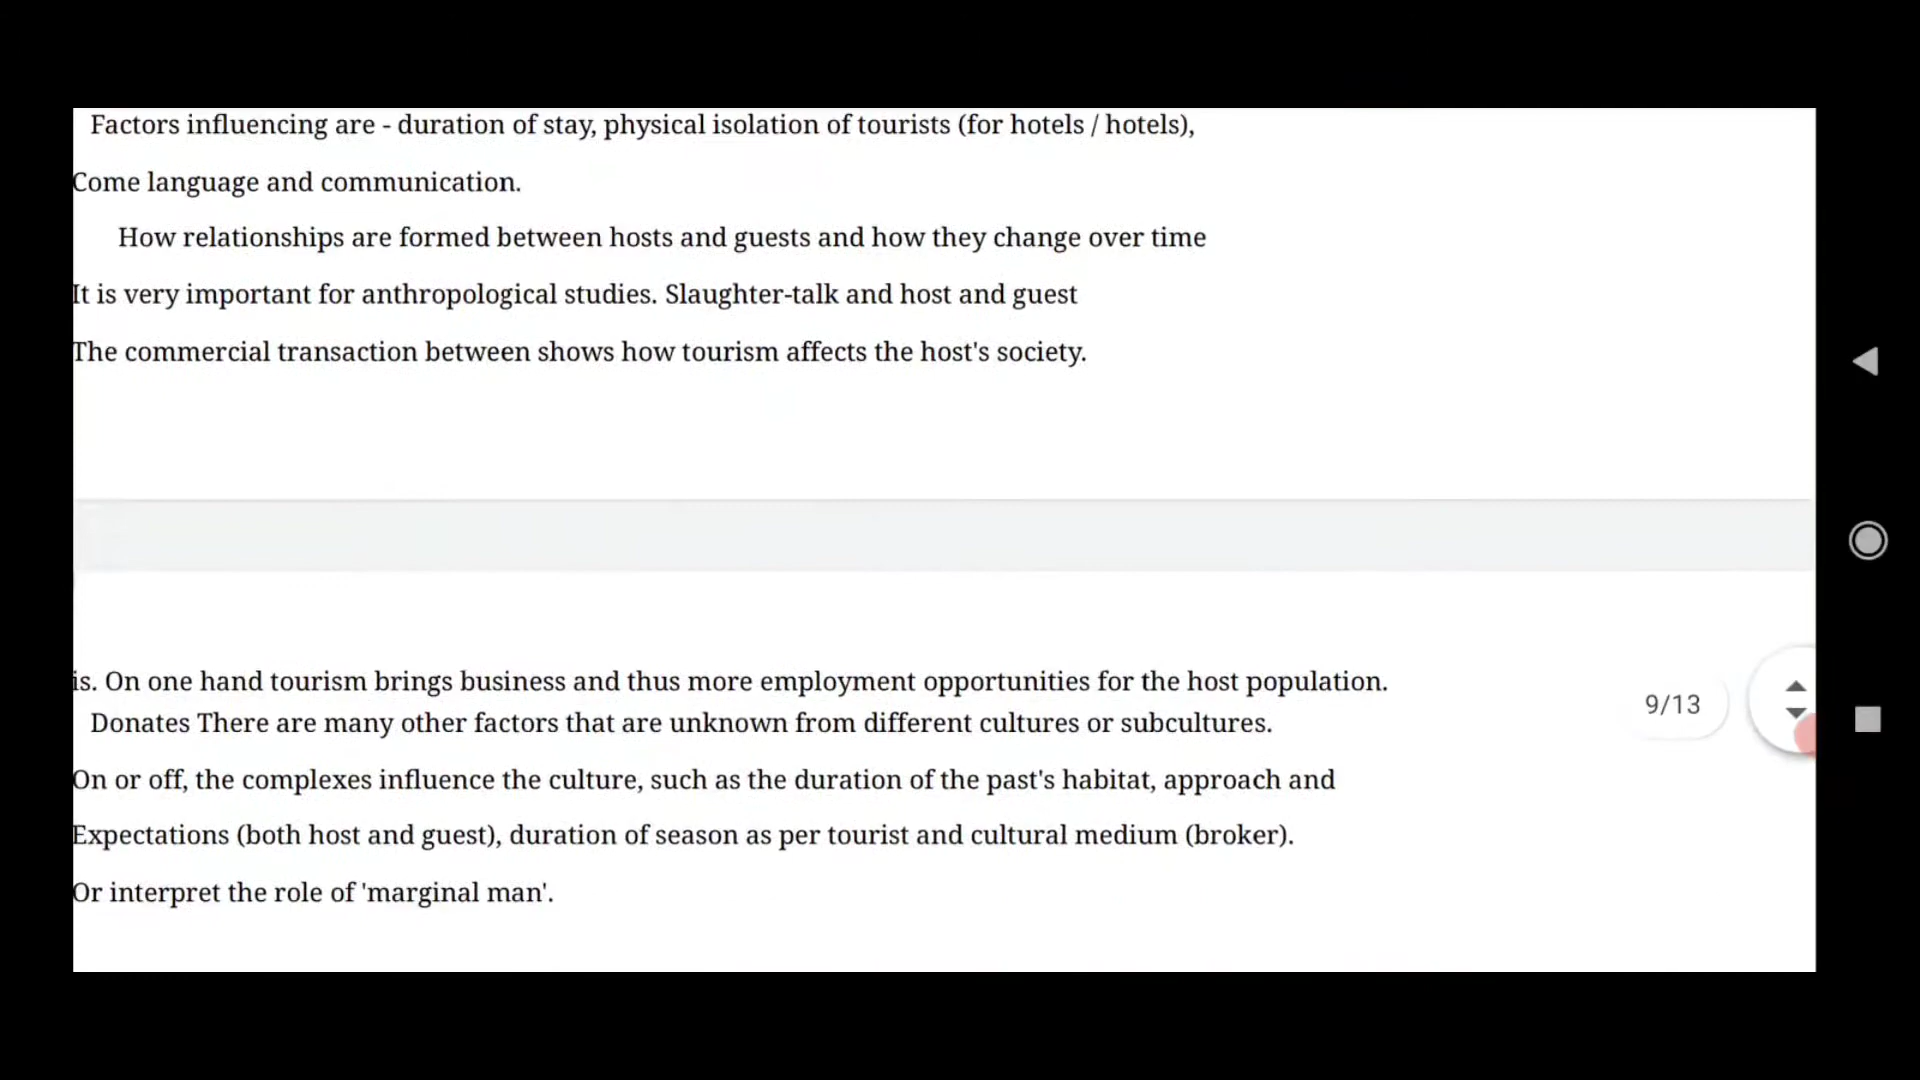 Factors influencing are - duration of stay, physical isolation of tourists (for hotels / hotels),
Come language and communication.
How relationships are formed between hosts and guests and how they change over time
It is very important for anthropological studies. Slaughter-talk and host and guest
The commercial transaction between shows how tourism affects the host's society.
is. On one hand tourism brings business and thus more employment opportunities for the host population.
9/13
Donates There are many other factors that are unknown from different cultures or subcultures.
On or off, the complexes influence the culture, such as the duration of the past's habitat, approach and
Expectations (both host and guest), duration of season as per tourist and cultural medium (broker).
Or interpret the role of 'marginal man'.